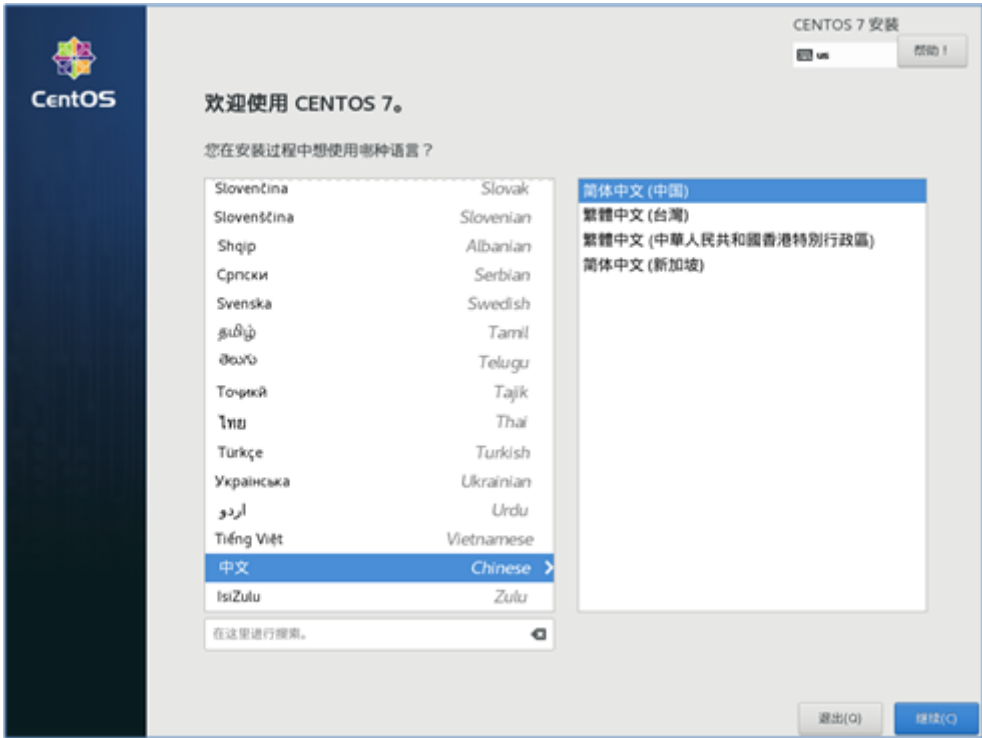 CENTOS 7 安装
us
帮助！
CentOS
欢迎使用 CENTOS 7。
您在安装过程中想使用哪种语言？
Slovenčina Slovak
Slovenščina Slovenian
Shqip Albanian
Српски Serbian
Svenska Swedish
தமிழ் Tamil
తెలుగు Telugu
Тоҷикӣ Tajik
ไทย Thai
Türkçe Turkish
Українська Ukrainian
اردو Urdu
Tiếng Việt Vietnamese
中文 Chinese
IsiZulu Zulu
简体中文 (中国)
繁體中文 (台灣)
繁體中文 (中華人民共和國香港特別行政區)
简体中文 (新加坡)
在这里进行搜索。
退出(Q)
继续(C)